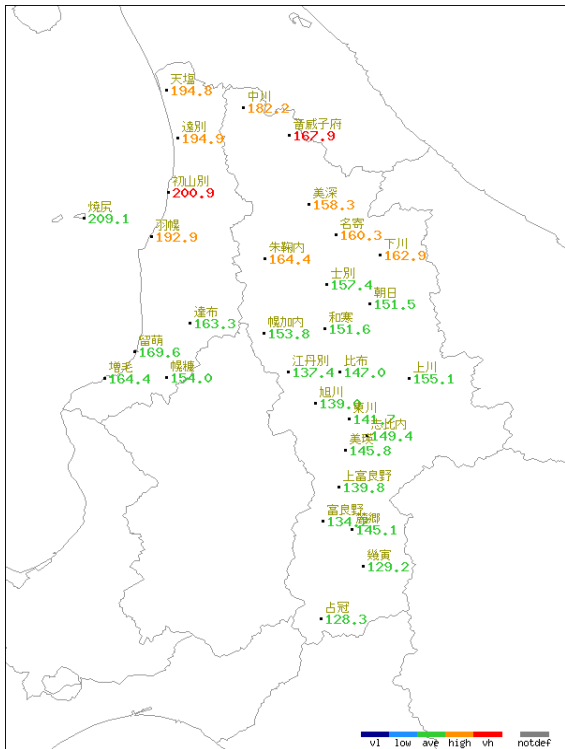 天塩
194.8
中川
182.2
音威子府
167.9
遠別
194.9
初山別
200.9
焼尻
209.1
羽幌
192.9
美深
158.3
名寄
160.3
下川
162.9
朱鞠内
164.4
士別
157.4
朝日
151.5
達布
163.3
幌加内
153.8
和寒
151.6
留萌
169.6
増毛
164.4
幌糠
154.0
江丹別
137.4
比布
147.0
上川
155.1
旭川
139.0
東川
141.7
志比内
149.4
美瑛
145.8
上富良野
139.8
富良野
麓郷
145.1
幾寅
129.2
占冠
128.3
vl low ave high vh notdef